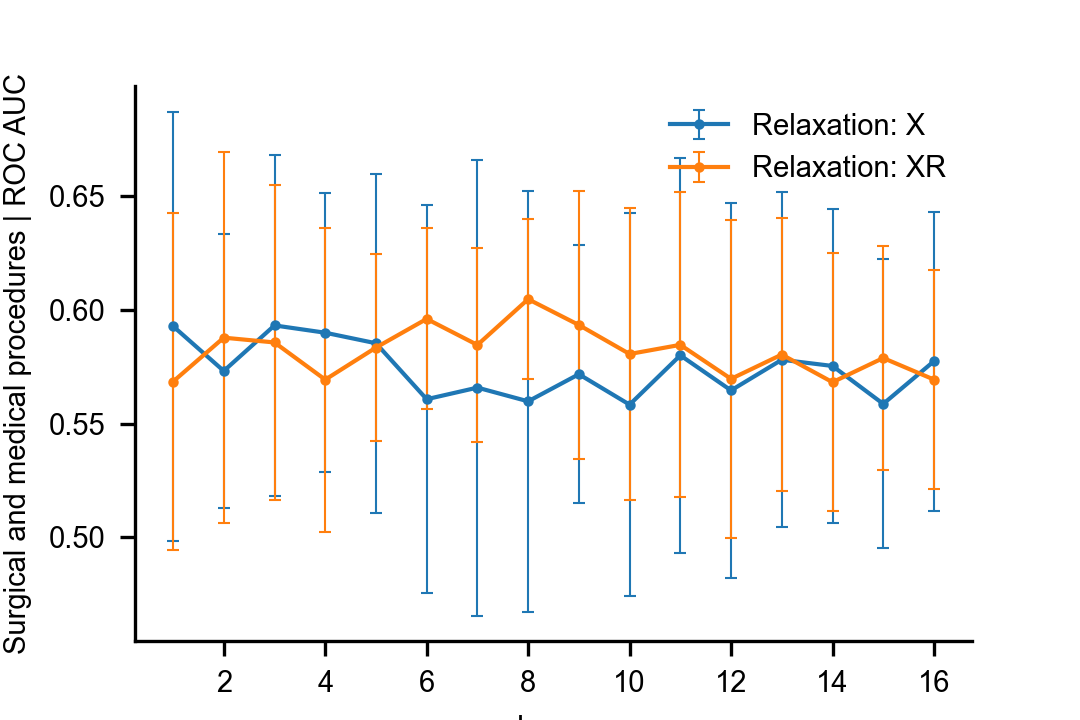 Surgical and medical procedures | ROC AUC
Relaxation: X
Relaxation: XR
0.65
0.60
0.55
0.50
2 4 6 8 10 12 14 16